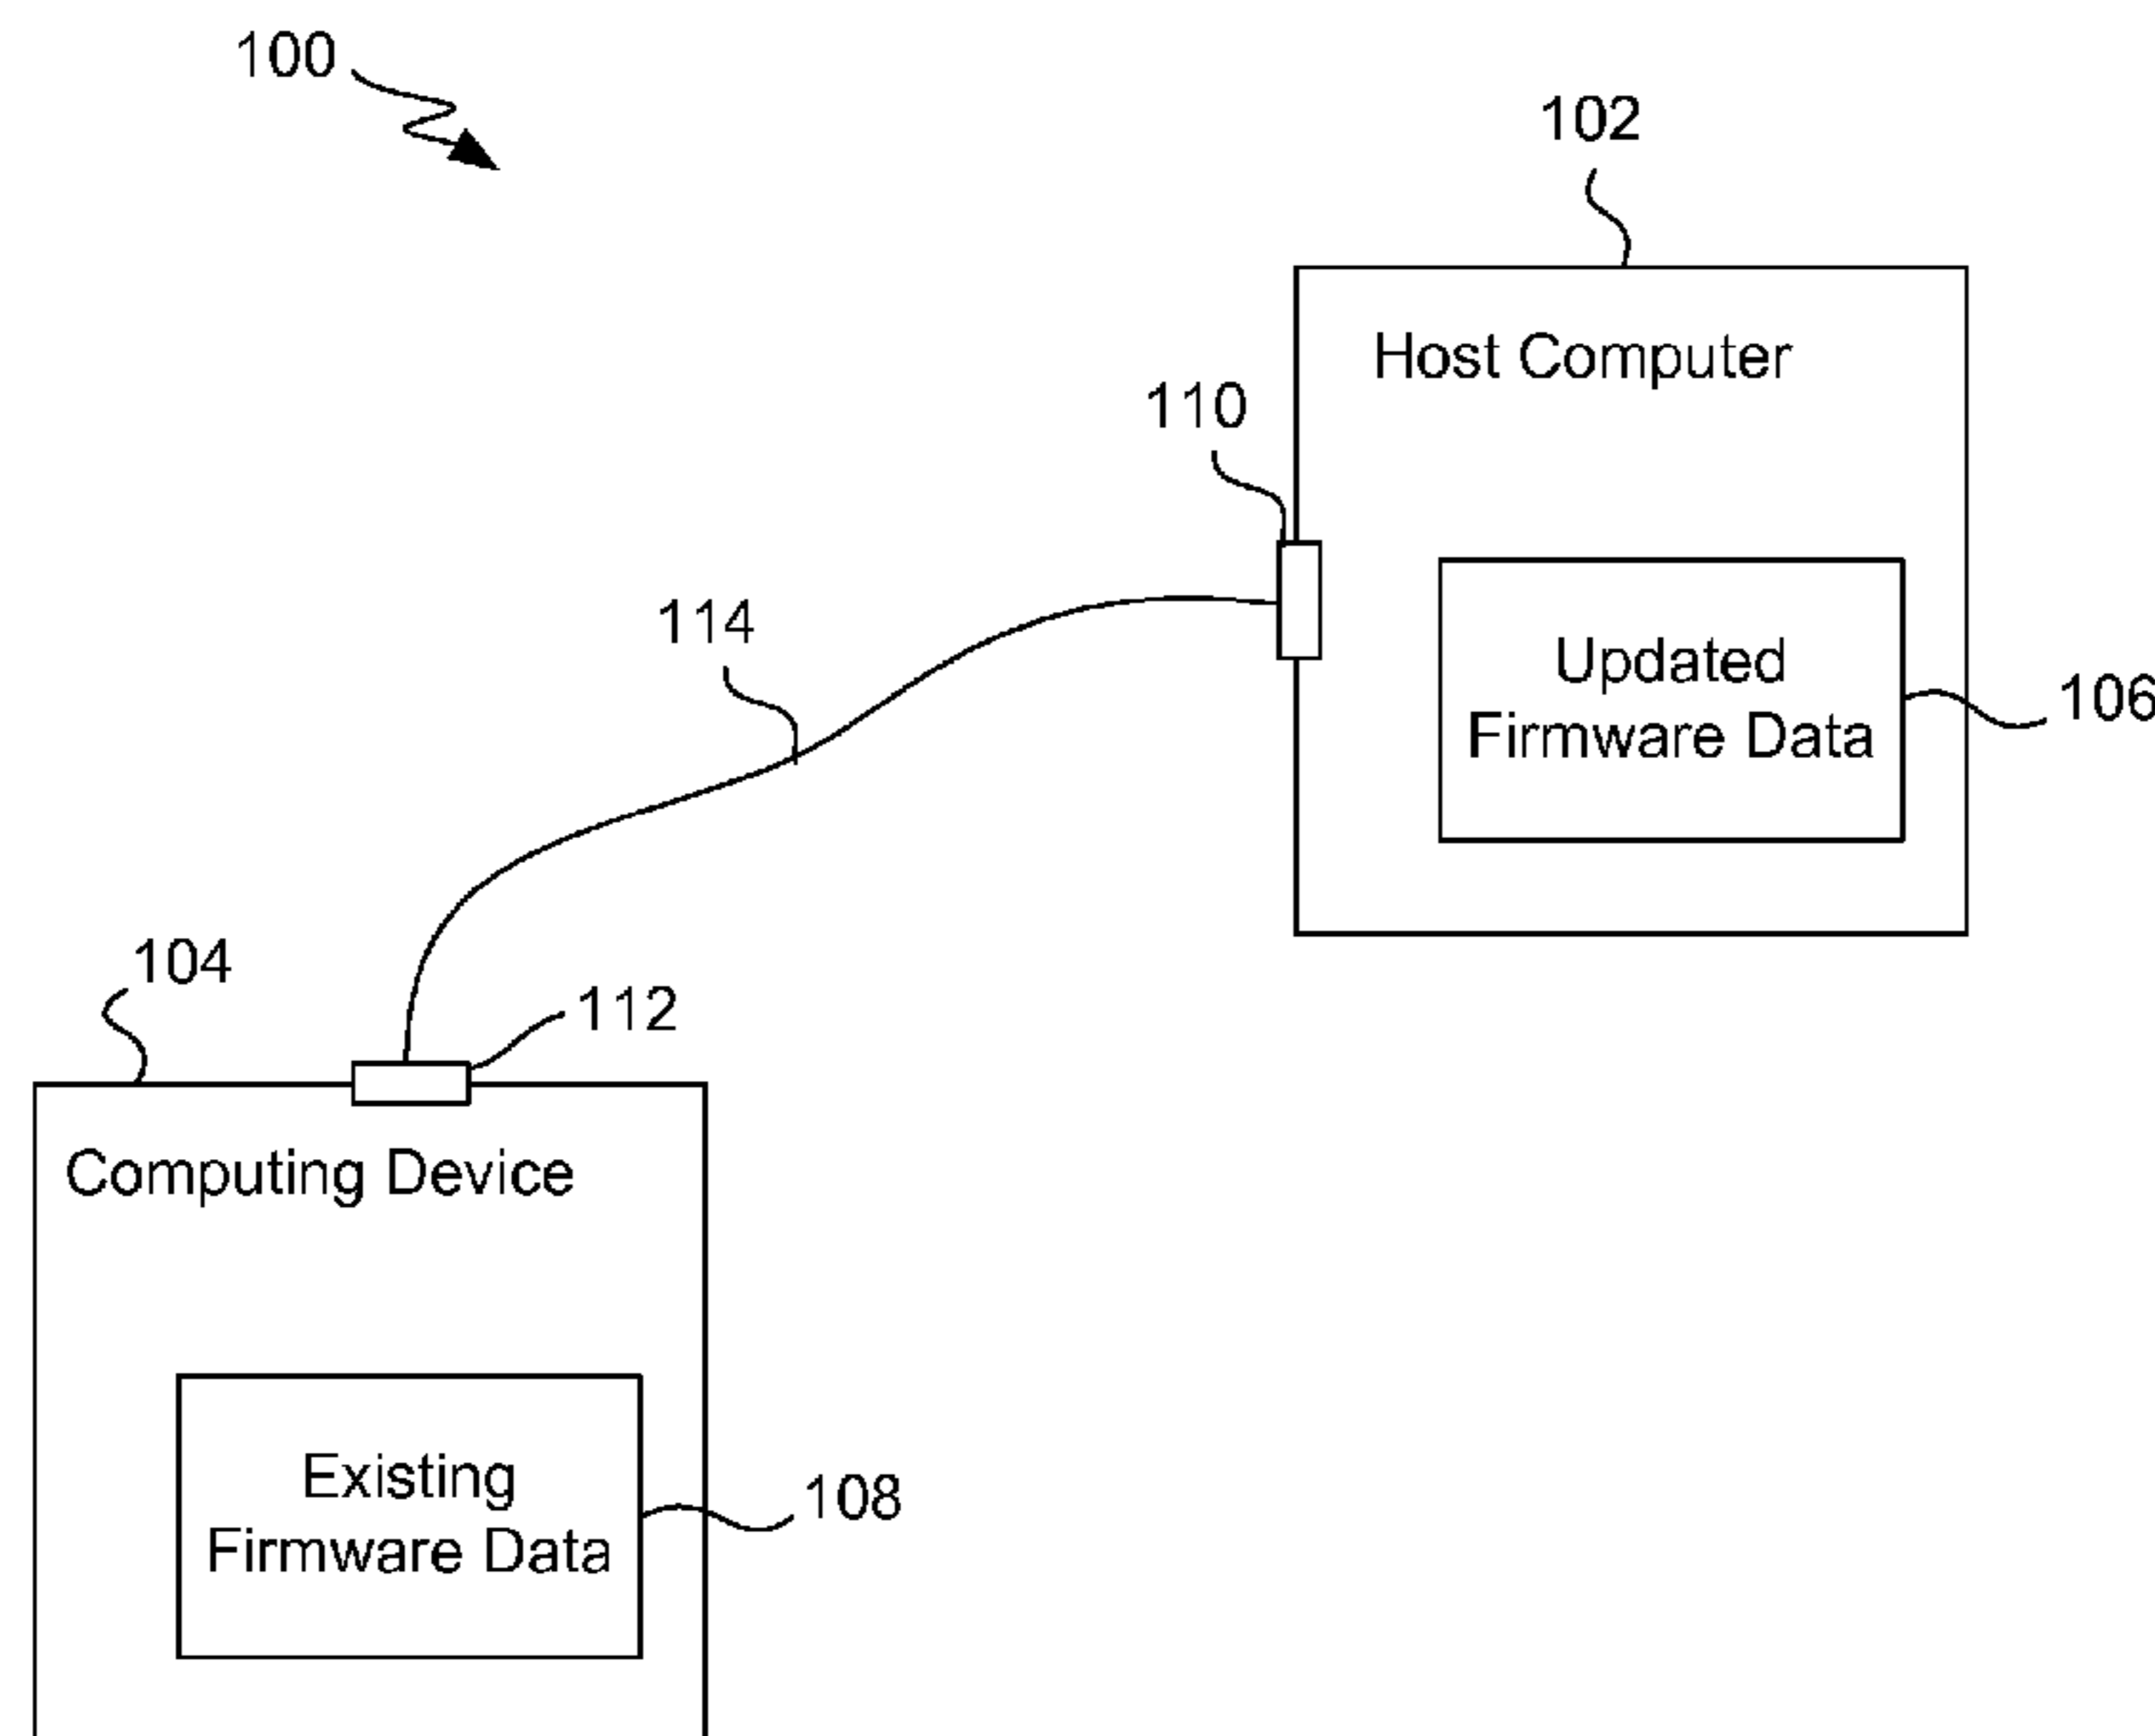 100
102
Host Computer
110
114
Updated
Firmware Data
106
104
112
Computing Device
Existing
Firmware Data
108